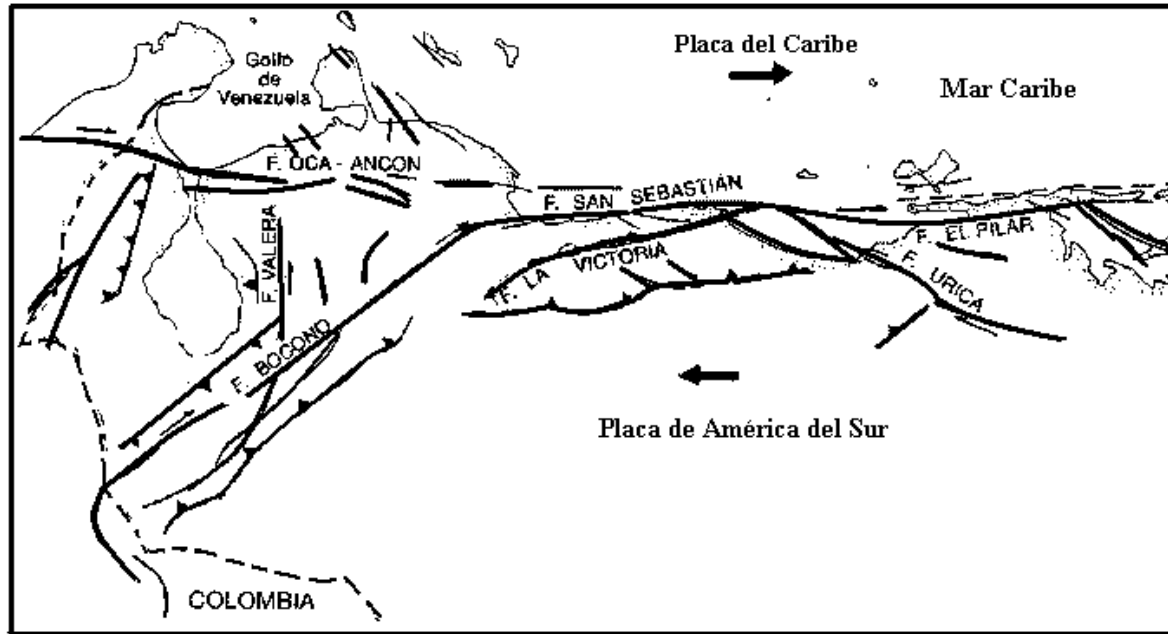 Placa del Caribe
Golfo
de
Venezuela
Mar Caribe
F. OCA - ANCON
F. SAN SEBASTIÁN
F. VALERA
F. LA VICTORIA
F. EL PILAR
F. URICA
F. BOCONO
Placa de América del Sur
COLOMBIA